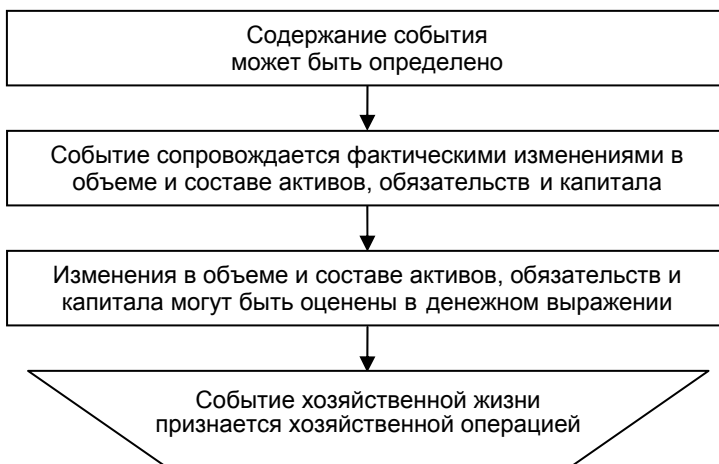 Содержание события
может быть определено
Событие сопровождается фактическими изменениями в
объеме и составе активов, обязательств и капитала
Изменения в объеме и составе активов, обязательств и
капитала могут быть оценены в денежном выражении
Событие хозяйственной жизни
признается хозяйственной операцией